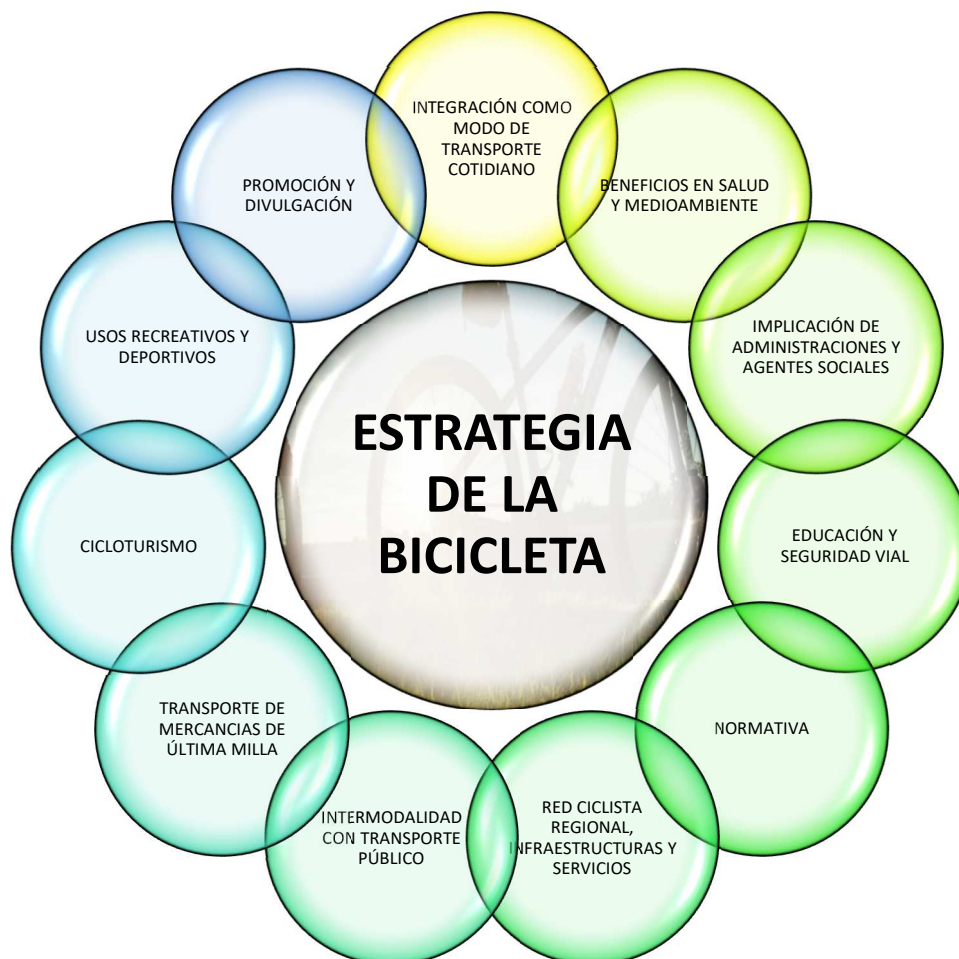 INTEGRACIÓN COMO
MODO DE
TRANSPORTE
COTIDIANO
BENEFICIOS EN SALUD
Y MEDIOAMBIENTE
IMPLICACIÓN DE
ADMINISTRACIONES Y
AGENTES SOCIALES
EDUCACIÓN Y
SEGURIDAD VIAL
NORMATIVA
RED CICLISTA
REGIONAL,
INFRAESTRUCTURAS Y
SERVICIOS
INTERMODALIDAD
CON TRANSPORTE
PÚBLICO
TRANSPORTE DE
MERCANCIAS DE
ÚLTIMA MILLA
CICLOTURISMO
USOS RECREATIVOS Y
DEPORTIVOS
PROMOCIÓN Y
DIVULGACIÓN
ESTRATEGIA
DE LA
BICICLETA